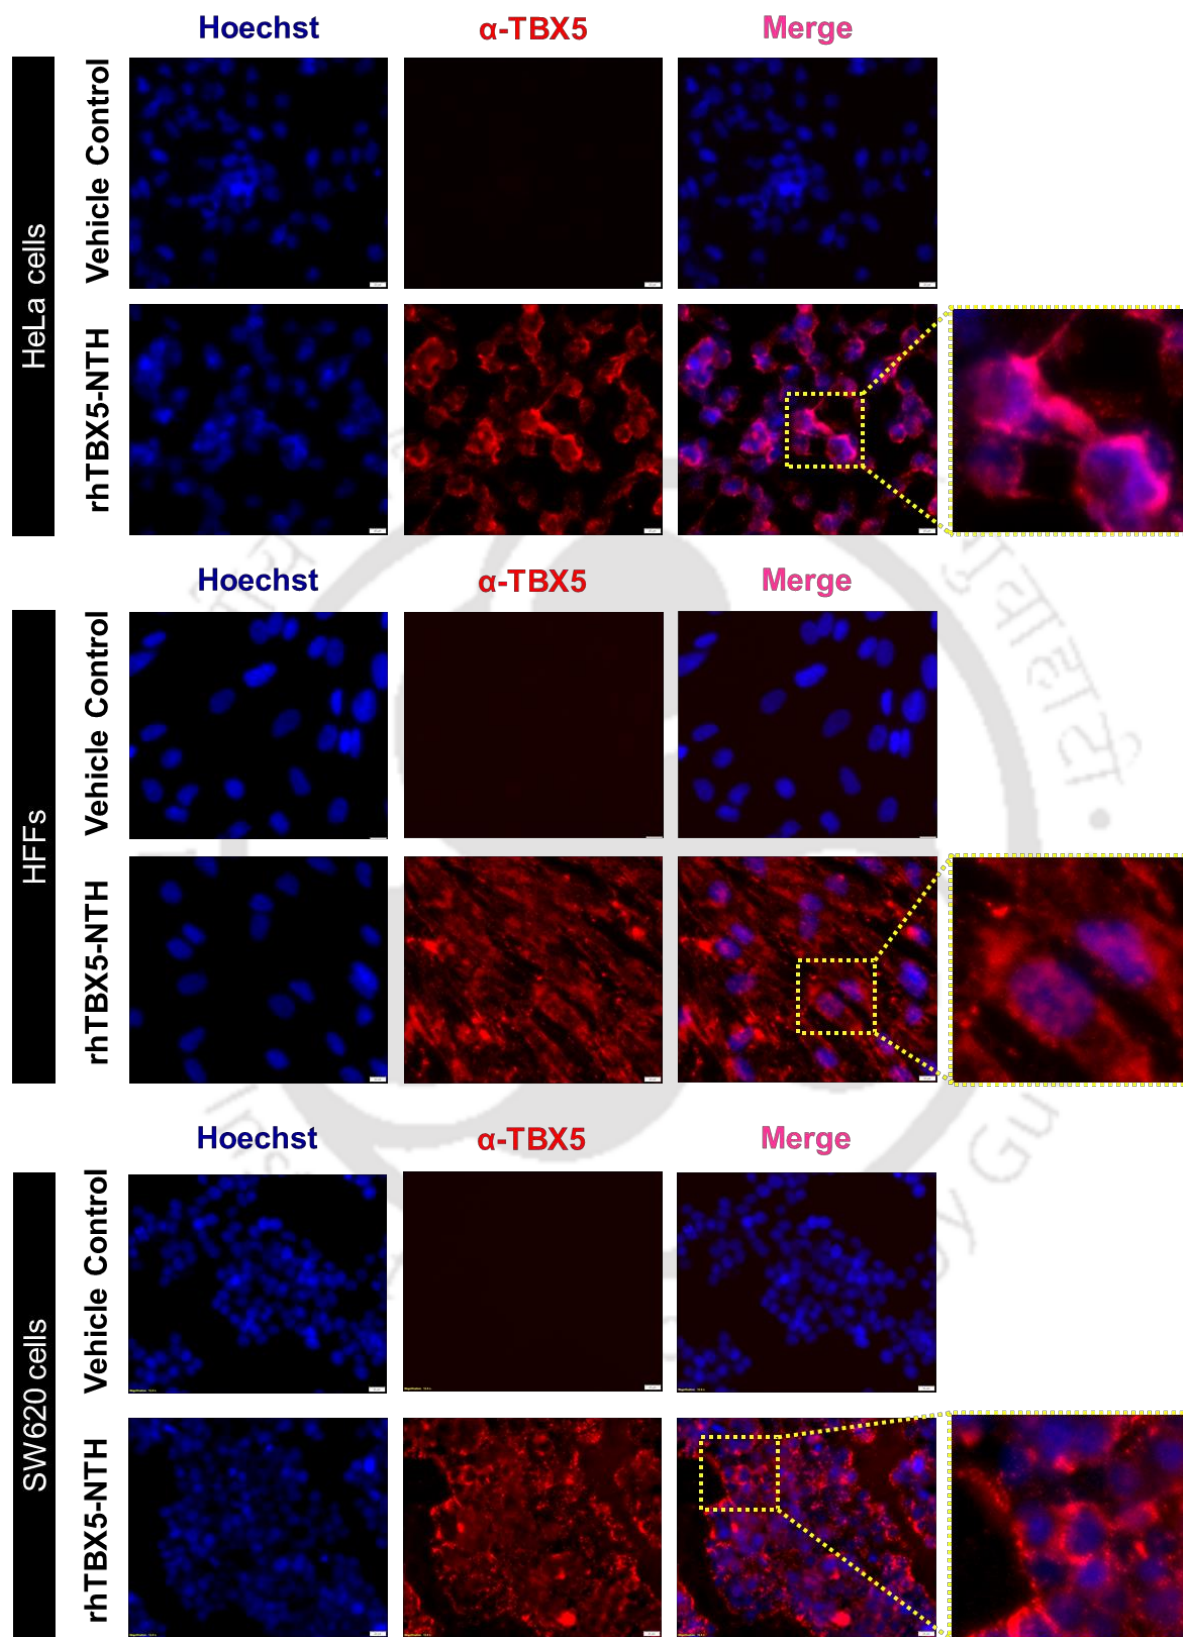 Hoechst α-TBX5 Merge
HeLa cells
Vehicle Control
rhTBX5-NTH
Hoechst α-TBX5 Merge
HFFs
Vehicle Control
rhTBX5-NTH
Hoechst α-TBX5 Merge
SW620 cells
Vehicle Control
rhTBX5-NTH